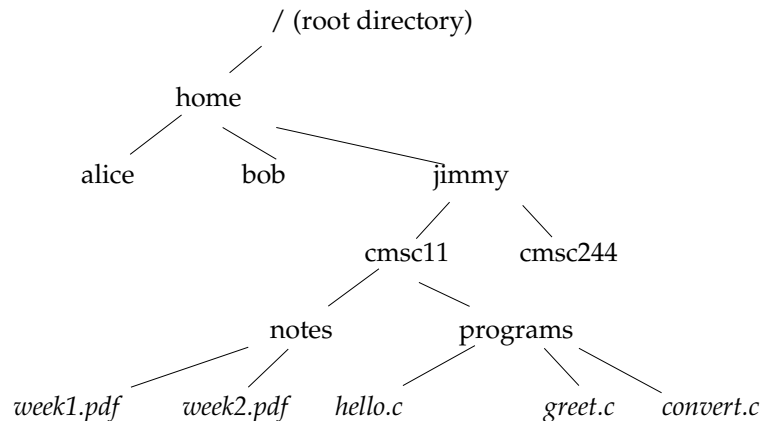 / (root directory)
home
alice bob jimmy
cmsc11 cmsc244
notes programs
week1.pdf week2.pdf hello.c greet.c convert.c